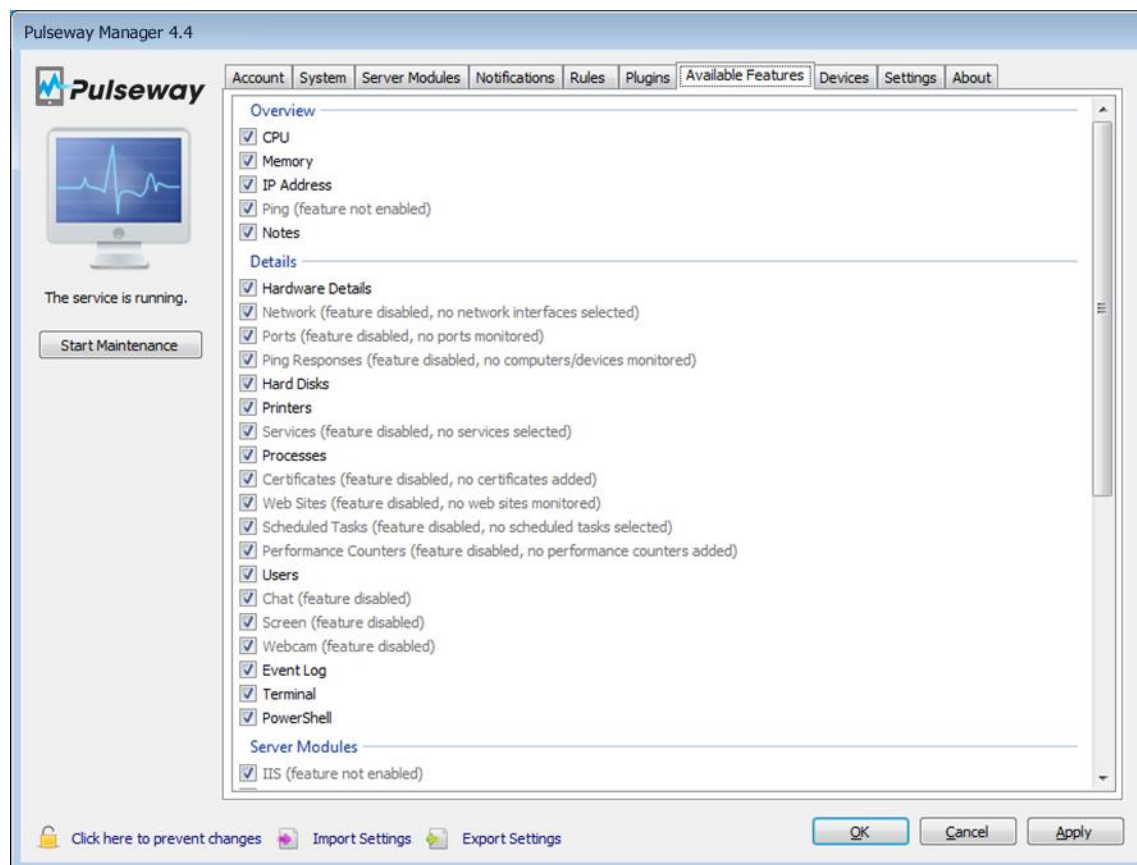 Pulseway Manager 4.4
Pulseway
Account System Server Modules Notifications Rules Plugins Available Features Devices Settings About
Overview
CPU
Memory
IP Address
Ping (feature not enabled)
Notes
Details
Hardware Details
The service is running.
Network (feature disabled, no network interfaces selected)
Ports (feature disabled, no ports monitored)
Start Maintenance
Ping Responses (feature disabled, no computers/devices monitored)
Hard Disks
Printers
Services (feature disabled, no services selected)
Processes
Certificates (feature disabled, no certificates added)
Web Sites (feature disabled, no web sites monitored)
Scheduled Tasks (feature disabled, no scheduled tasks selected)
Performance Counters (feature disabled, no performance counters added)
Users
Chat (feature disabled)
Screen (feature disabled)
Webcam (feature disabled)
Event Log
Terminal
PowerShell
Server Modules
IIS (feature not enabled)
Click here to prevent changes Import Settings Export Settings OK Cancel Apply